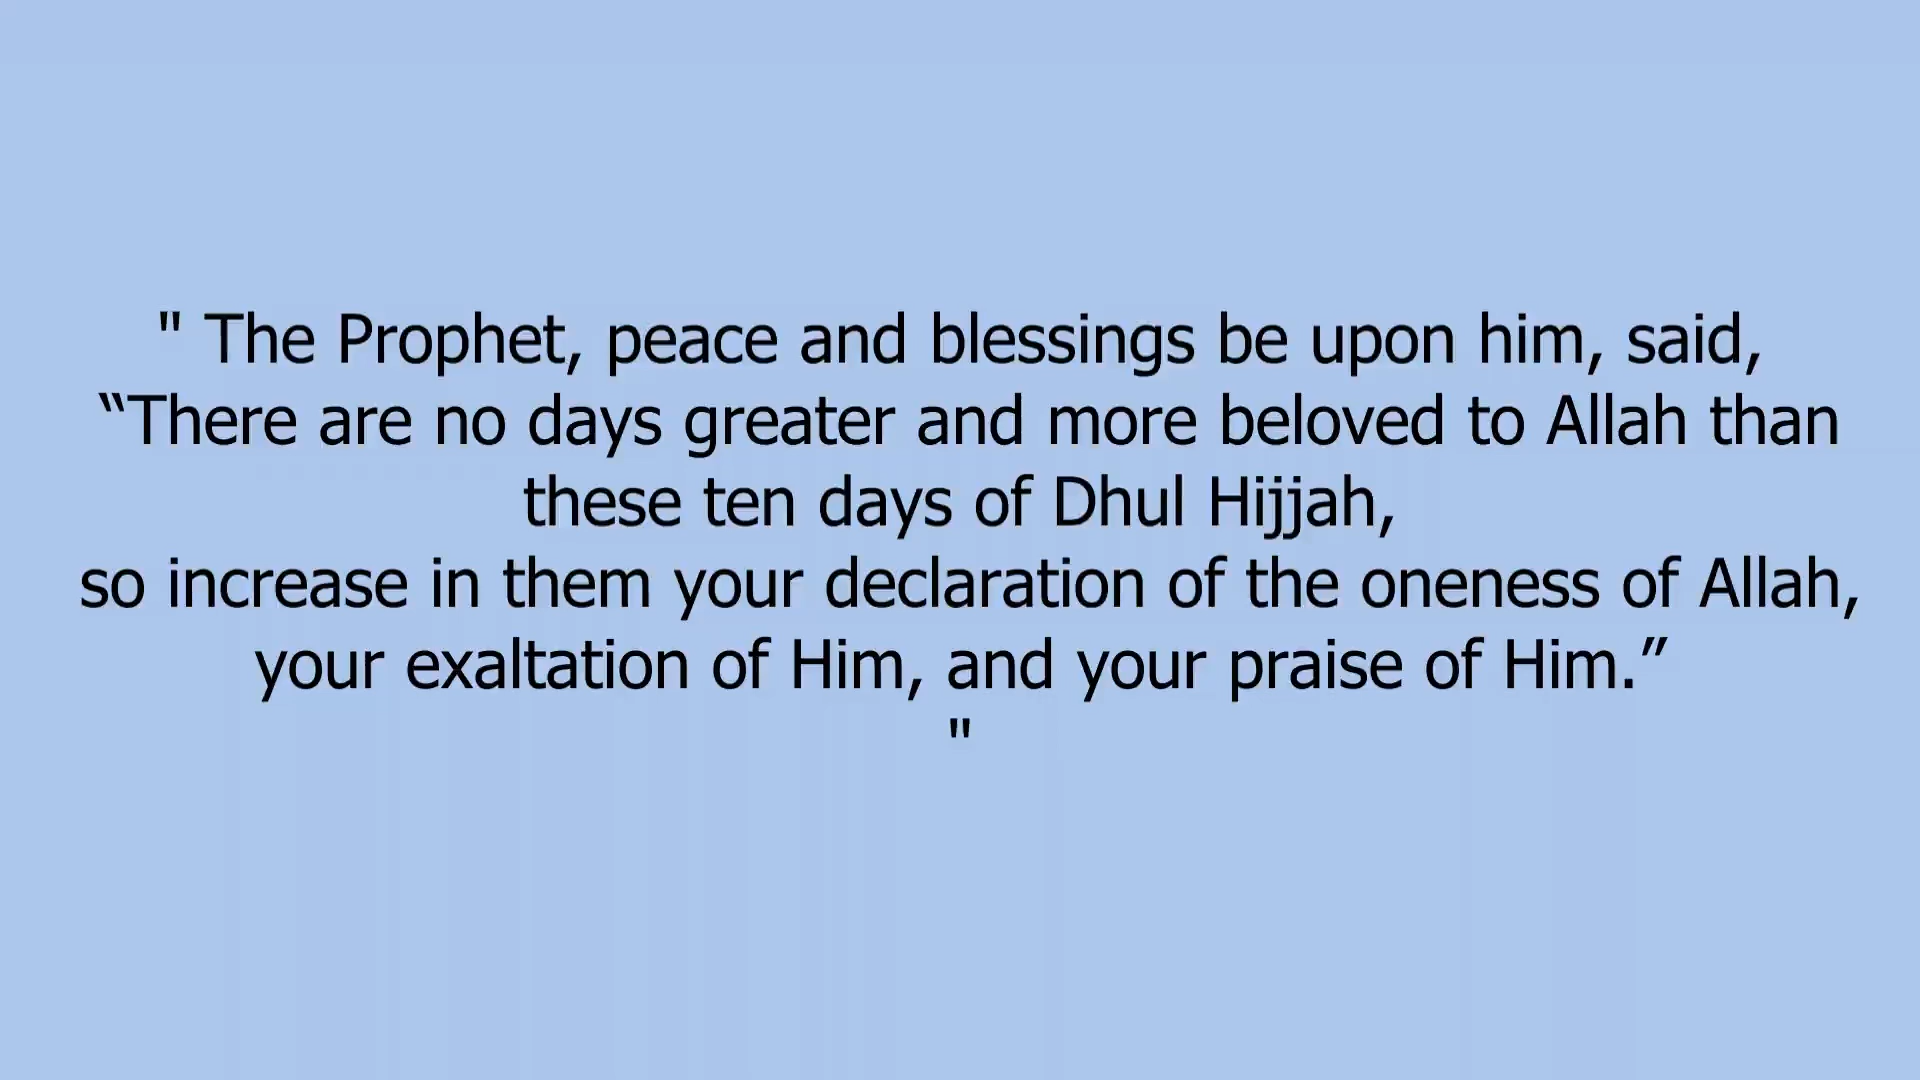 " The Prophet, peace and blessings be upon him, said,
“There are no days greater and more beloved to Allah than
these ten days of Dhul Hijjah,
so increase in them your declaration of the oneness of Allah,
your exaltation of Him, and your praise of Him.”
"